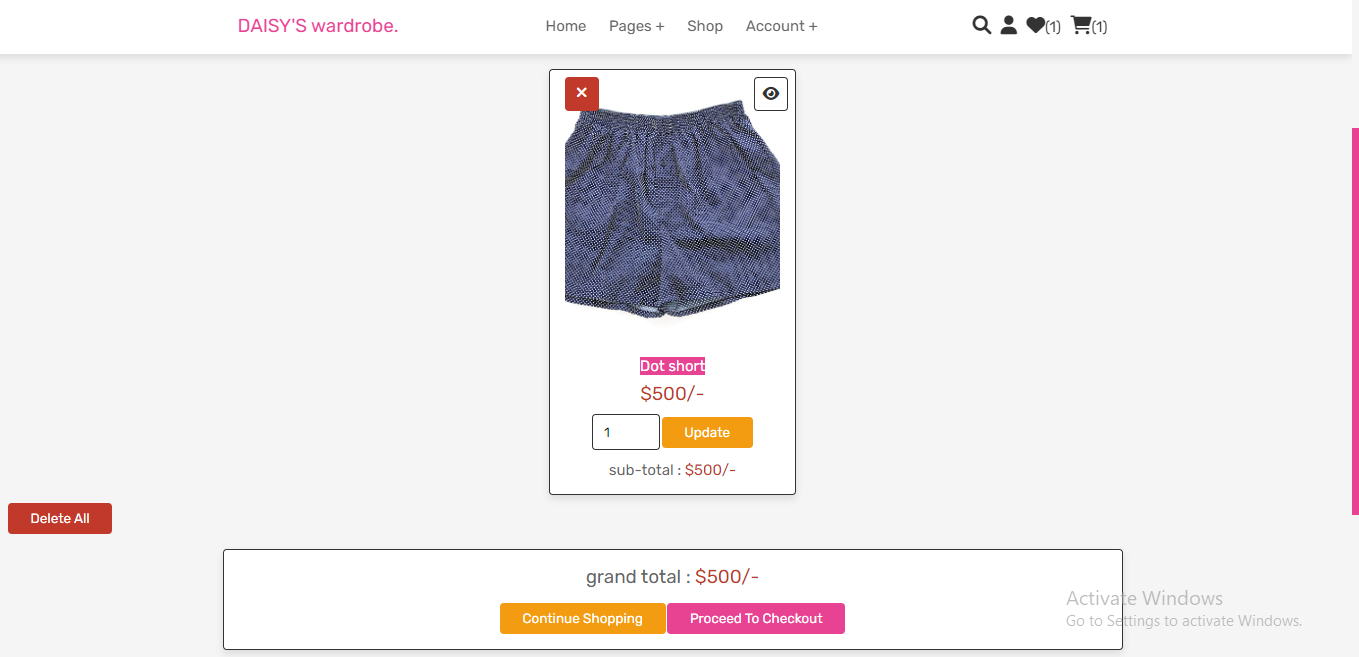 DAISY'S wardrobe.
Home Pages + Shop Account +
(1) (1)
Dot short
$500/-
1 Update
sub-total : $500/-
Delete All
grand total : $500/-
Continue Shopping Proceed To Checkout
Activate Windows
Go to Settings to activate Windows.